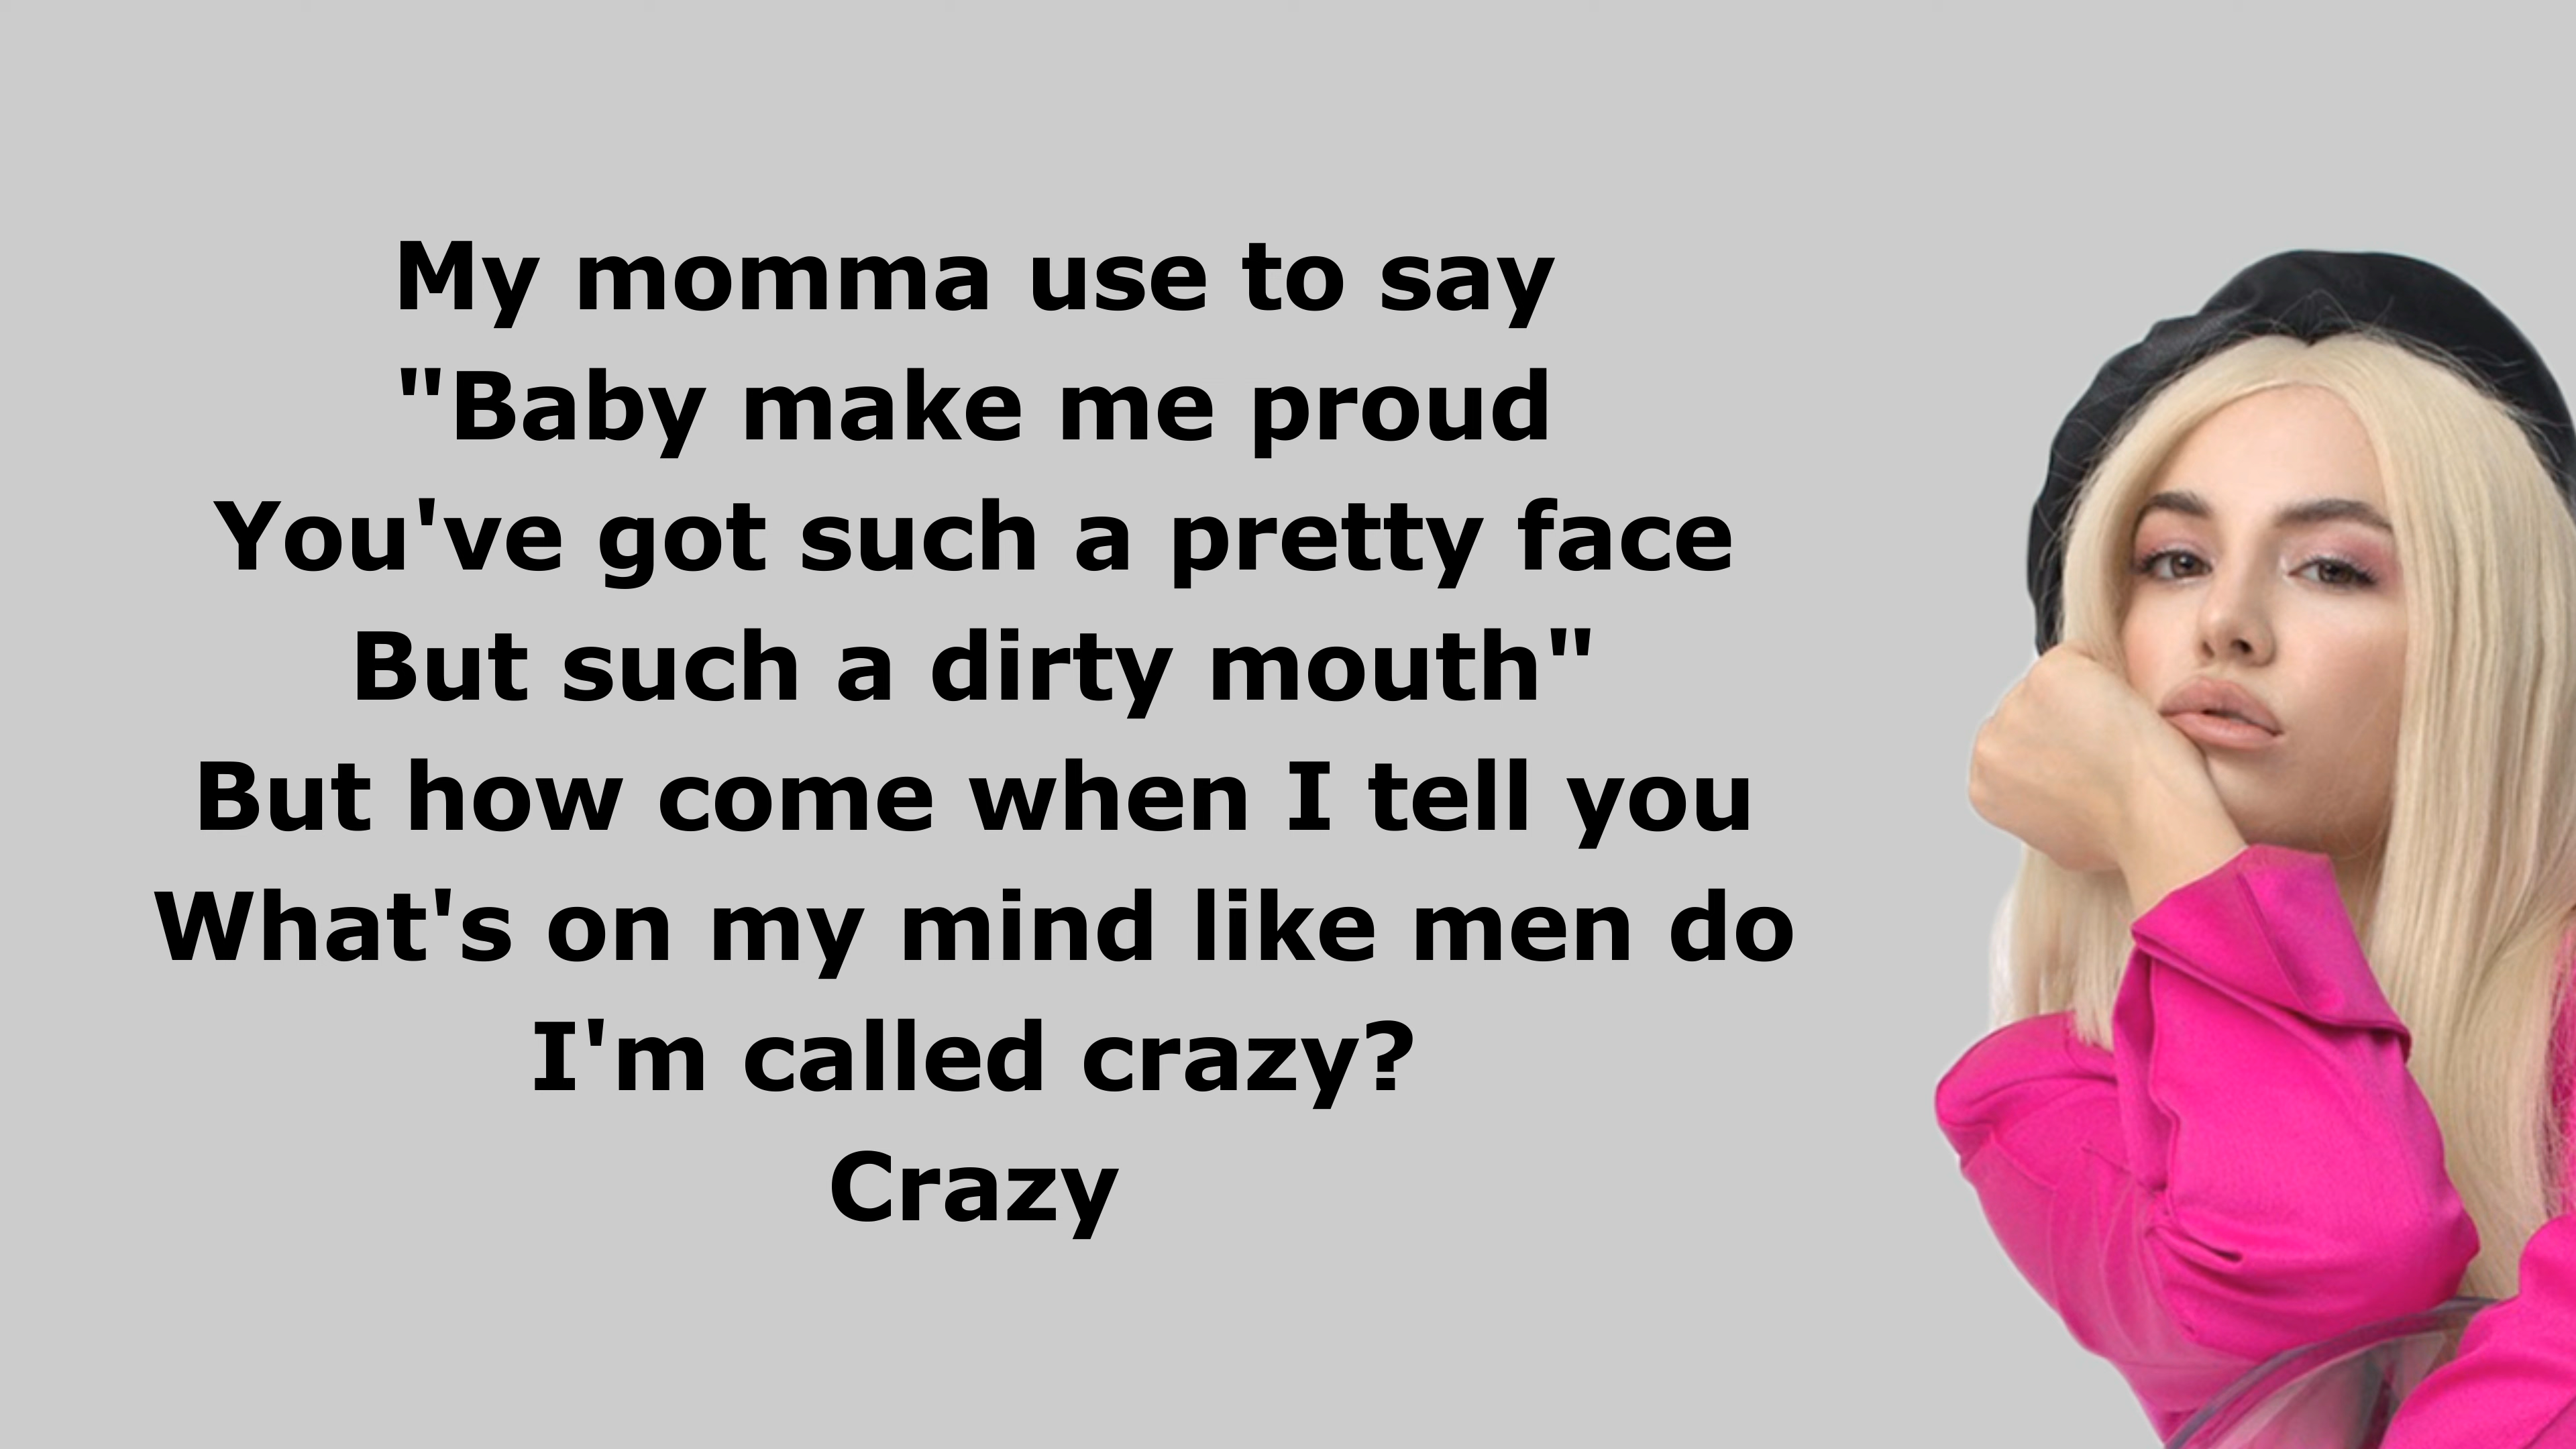 My momma use to say
"Baby make me proud
You've got such a pretty face
But such a dirty mouth"
But how come when I tell you
What's on my mind like men do
I'm called crazy?
Crazy